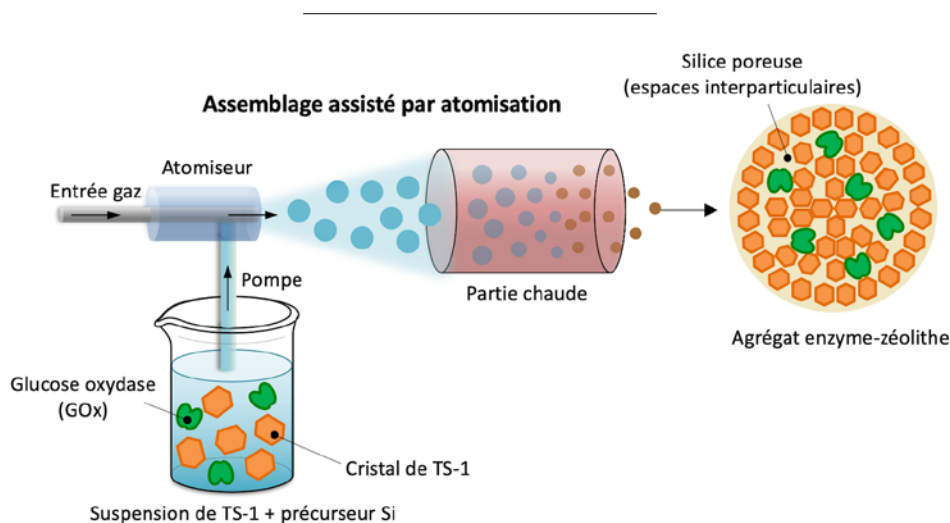 Assemblage assisté par atomisation
Silice poreuse
(espaces interparticulaires)
Atomiseur
Entrée gaz
Pompe
Partie chaude
Agrégat enzyme-zéolithe
Glucose oxydase
(GOx)
Cristal de TS-1
Suspension de TS-1 + précurseur Si